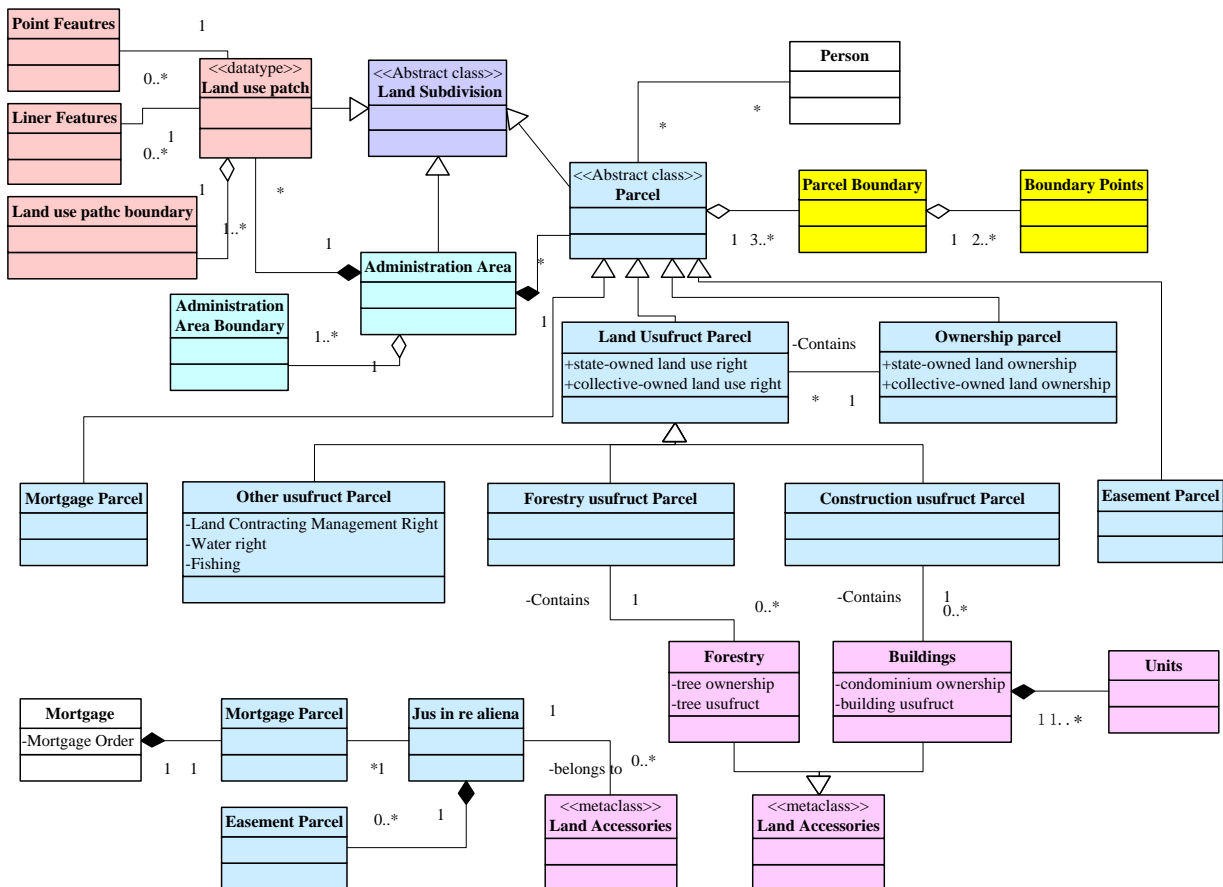 Point Feautres
1
0..*
<<datatype>>
Land use patch
<<Abstract class>>
Land Subdivision
Person
*
*
Liner Features
1
0..*
<<Abstract class>>
Parcel
Parcel Boundary
Boundary Points
1 3..*
1 2..*
1
*
Land use pathc boundary
1..*
1
Administration Area
*
1
Administration
Area Boundary
1..*
1
Land Usufruct Parecl
+state-owned land use right
+collective-owned land use right
-Contains
* 1
Ownership parcel
+state-owned land ownership
+collective-owned land ownership
Mortgage Parcel
Other usufruct Parcel
-Land Contracting Management Right
-Water right
-Fishing
Forestry usufruct Parcel
Construction usufruct Parcel
Easement Parcel
-Contains
1
0..*
-Contains
1
0..*
Forestry
-tree ownership
-tree usufruct
Buildings
-condominium ownership
-building usufruct
Units
1 1..*
Mortgage
-Mortgage Order
1 1
Mortgage Parcel
*1
Jus in re aliena
1
-belongs to
0..*
Easement Parcel
0..*
1
<<metaclass>>
Land Accessories
<<metaclass>>
Land Accessories